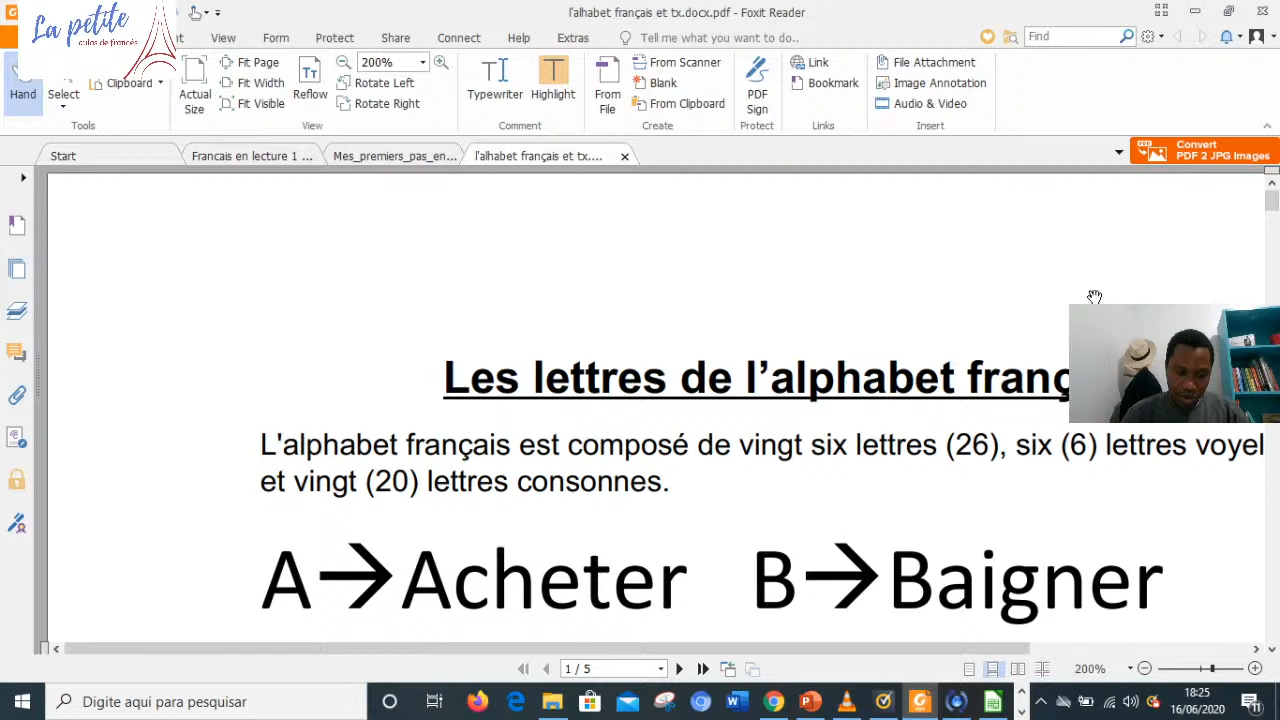 La petite
aulas de francés
l'alhabet français et tx.docx.pdf - Foxit Reader
View Form Protect Share Connect Help Extras Tell me what you want to do.. Find
Hand Select Clipboard Actual Size Fit Page Fit Width Fit Visible Reflow 200% Rotate Left Rotate Right Typewriter Highlight From File From Scanner Blank From Clipboard PDF Sign Link Bookmark File Attachment Image Annotation Audio & Video
Tools View Comment Create Protect Links Insert
Start Francais en lecture 1 ... Mes_premiers_pas_en... l'alhabet français et tx.... Convert
PDF 2 JPG Images
Les lettres de l’alphabet franç
L'alphabet français est composé de vingt six lettres (26), six (6) lettres voyel
et vingt (20) lettres consonnes.
A→Acheter B→Baigner
1 / 5 200%
Digite aqui para pesquisar 18:25
16/06/2020 11